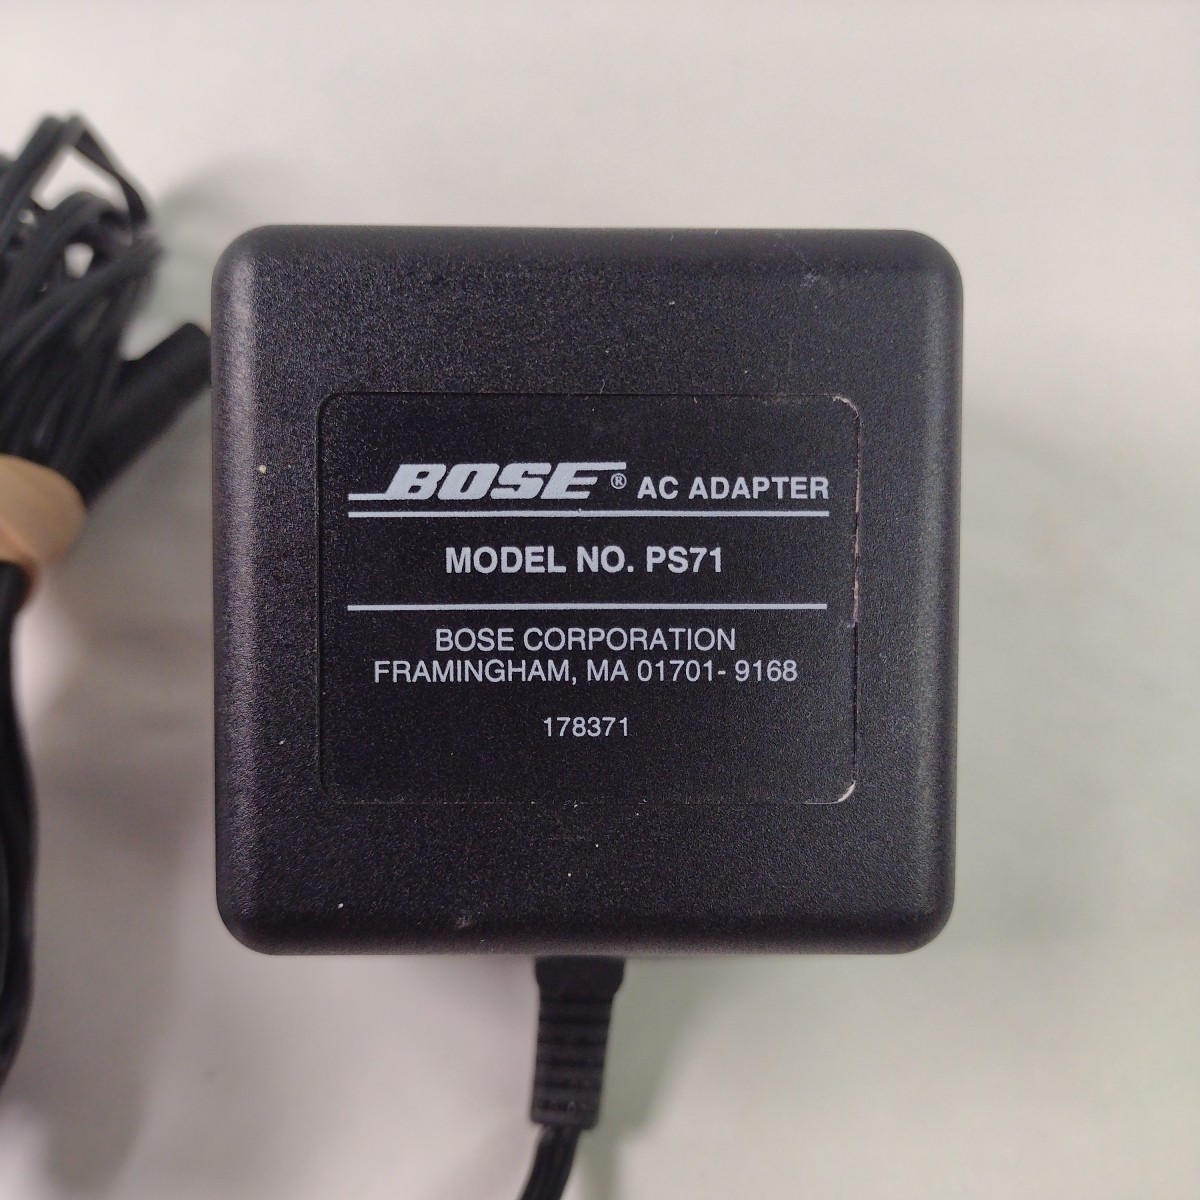 BOSE® AC ADAPTER
MODEL NO. PS71
BOSE CORPORATION
FRAMINGHAM, MA 01701- 9168
178371